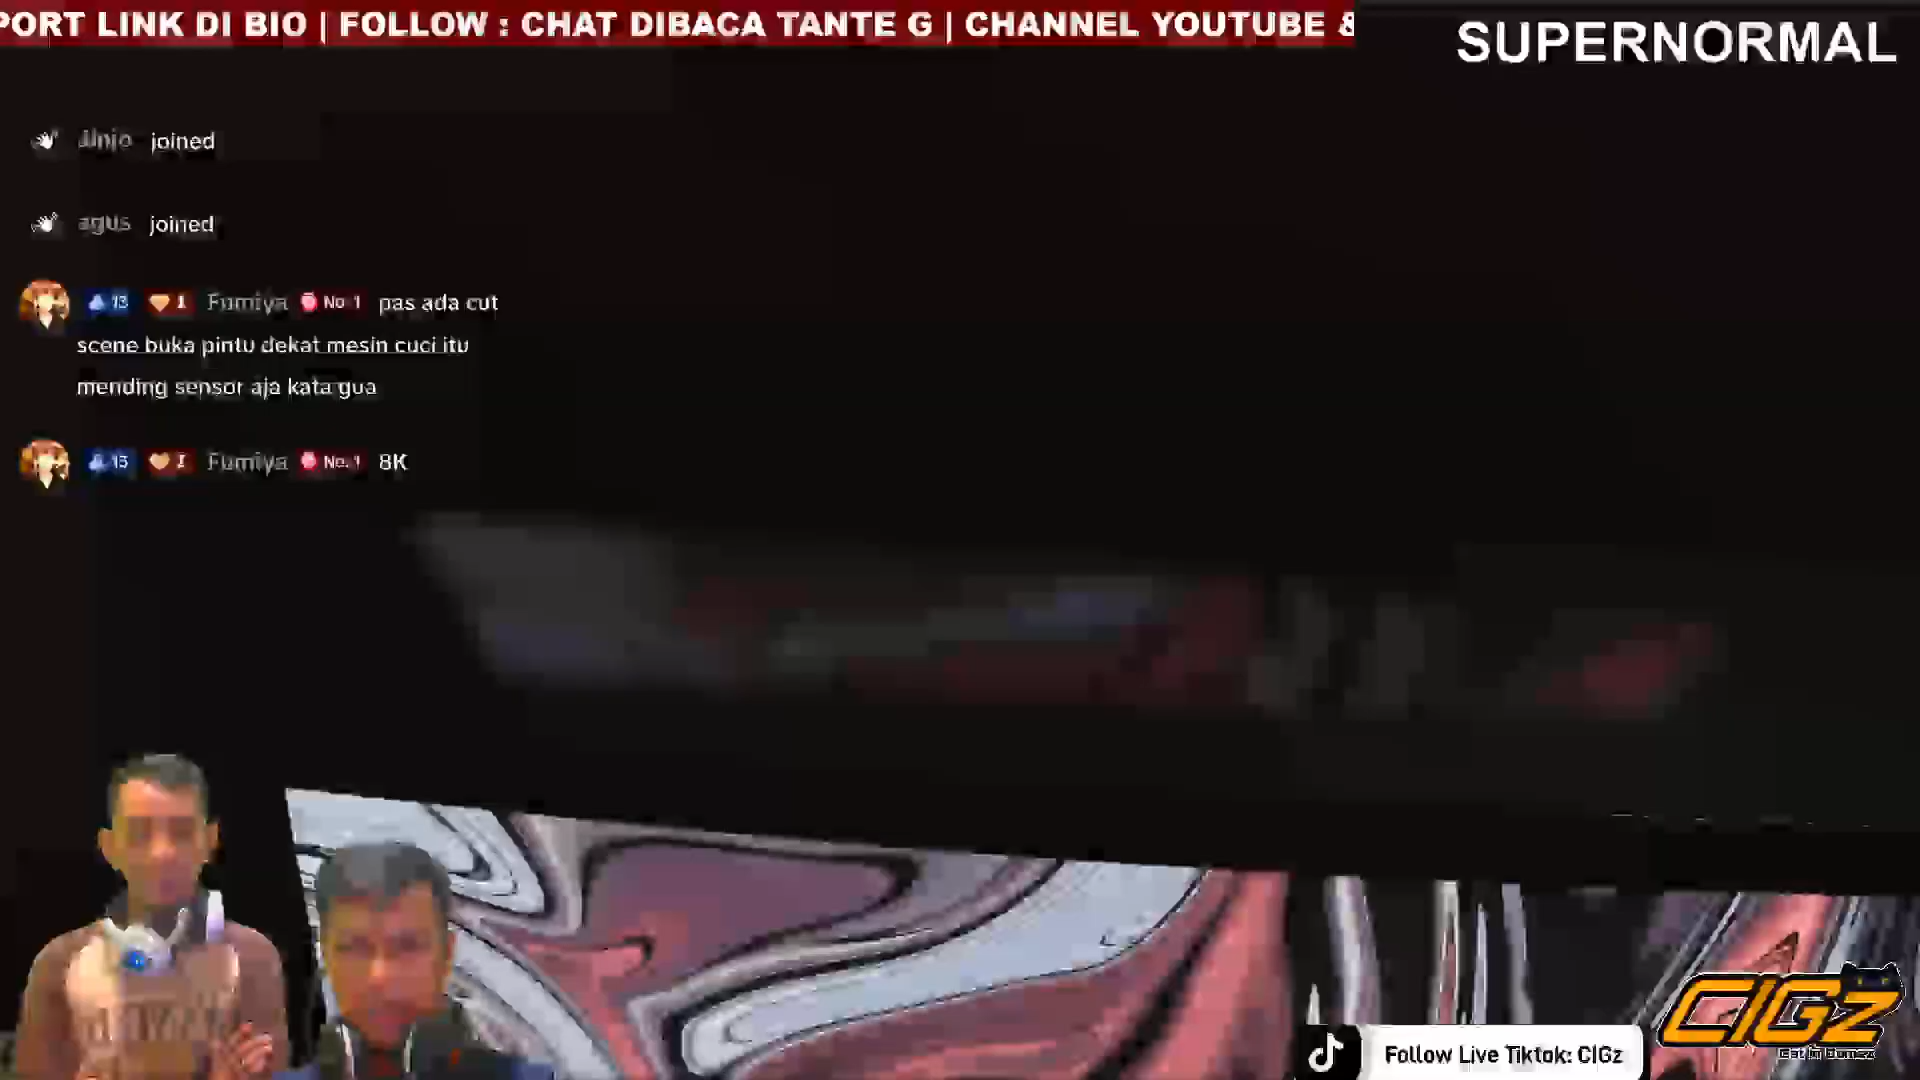 PORT LINK DI BIO | FOLLOW : CHAT DIBACA TANTE G | CHANNEL YOUTUBE &
SUPERNORMAL
joined
agus joined
13 1 Fumiya No. 1 pas ada cut
scene buka pintu dekat mesin cuci itu
mending sensor aja kata gua
13 1 Fumiya No. 1 8K
CIGz
Follow Live Tiktok: CIGz